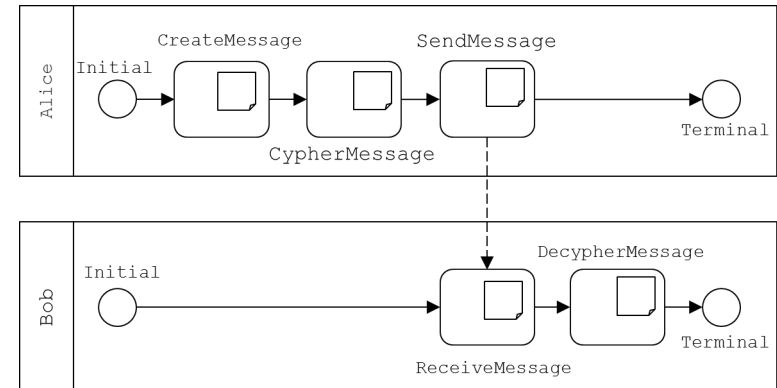 Alice
Initial
CreateMessage
CypherMessage
SendMessage
Terminal
Bob
Initial
ReceiveMessage
DecypherMessage
Terminal